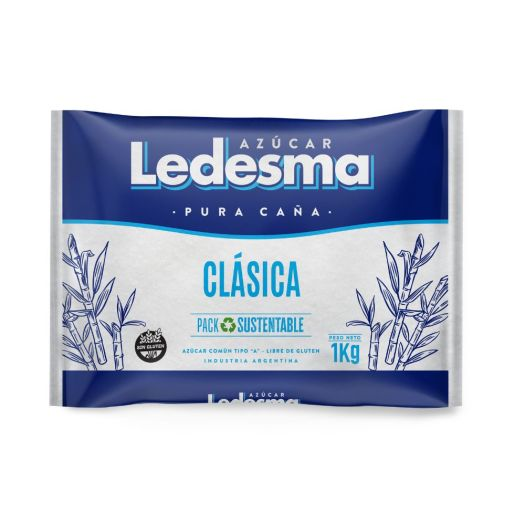 AZÚCAR
Ledesma
· PURA CAÑA ·
CLÁSICA
PACK SUSTENTABLE
SIN GLUTEN
AZÚCAR COMÚN TIPO "A" - LIBRE DE GLUTEN
INDUSTRIA ARGENTINA
PESO NETO
1Kg
AZÚCAR
Ledesma